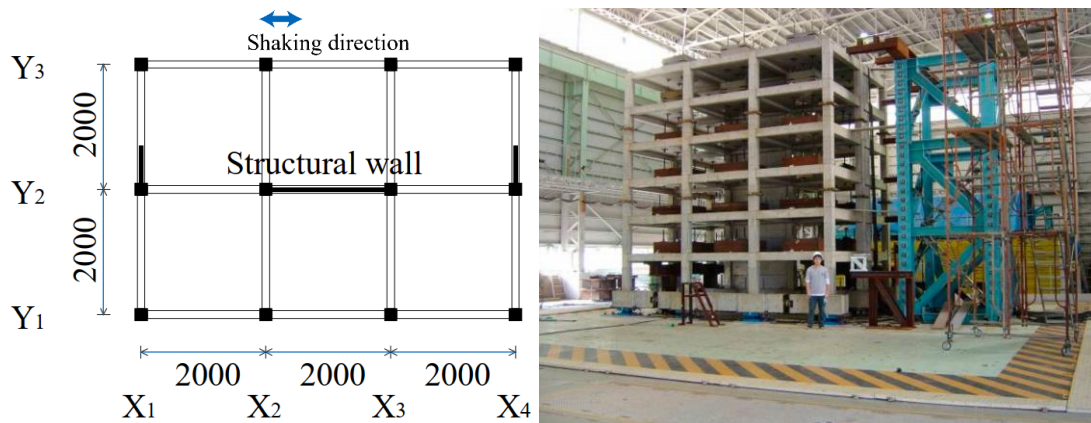 Shaking direction
Y3
2000
Structural wall
Y2
2000
Y1
2000 2000 2000
X1 X2 X3 X4